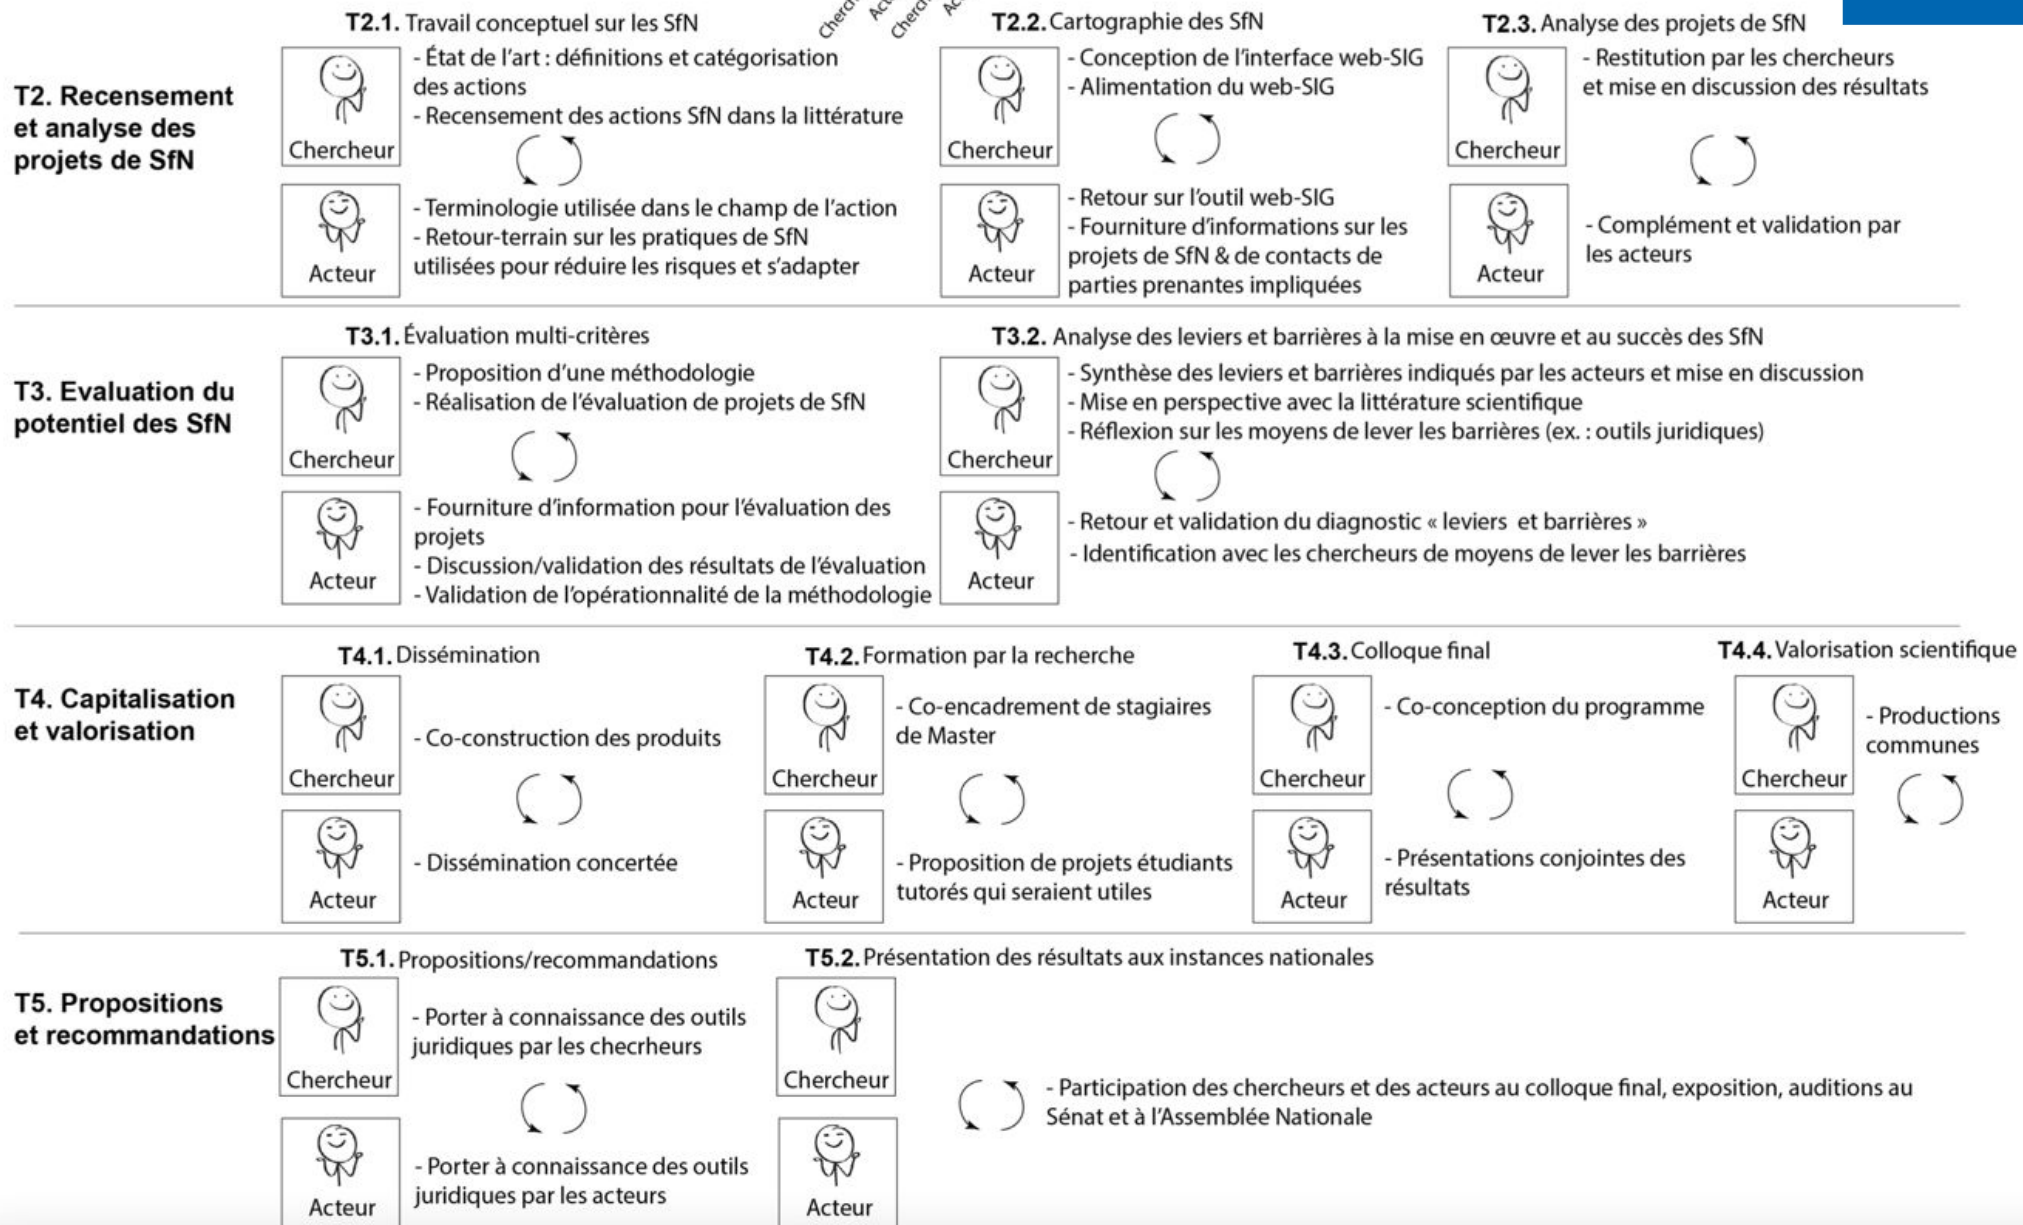 T2. Recensement
et analyse des
projets de SfN
T2.1. Travail conceptuel sur les SfN
Chercheur
- État de l'art : définitions et catégorisation
des actions
- Recensement des actions SfN dans la littérature
Acteur
- Terminologie utilisée dans le champ de l'action
- Retour-terrain sur les pratiques de SfN
utilisées pour réduire les risques et s'adapter
T2.2. Cartographie des SfN
Chercheur
- Conception de l'interface web-SIG
- Alimentation du web-SIG
Acteur
- Retour sur l'outil web-SIG
- Fourniture d'informations sur les
projets de SfN & de contacts de
parties prenantes impliquées
T2.3. Analyse des projets de SfN
Chercheur
- Restitution par les chercheurs
et mise en discussion des résultats
Acteur
- Complément et validation par
les acteurs
T3. Evaluation du
potentiel des SfN
T3.1. Évaluation multi-critères
Chercheur
- Proposition d'une méthodologie
- Réalisation de l'évaluation de projets de SfN
Acteur
- Fourniture d'information pour l'évaluation des
projets
- Discussion/validation des résultats de l'évaluation
- Validation de l'opérationnalité de la méthodologie
T3.2. Analyse des leviers et barrières à la mise en œuvre et au succès des SfN
Chercheur
- Synthèse des leviers et barrières indiqués par les acteurs et mise en discussion
- Mise en perspective avec la littérature scientifique
- Réflexion sur les moyens de lever les barrières (ex. : outils juridiques)
Acteur
- Retour et validation du diagnostic « leviers et barrières »
- Identification avec les chercheurs de moyens de lever les barrières
T4. Capitalisation
et valorisation
T4.1. Dissémination
Chercheur
- Co-construction des produits
Acteur
- Dissémination concertée
T4.2. Formation par la recherche
Chercheur
- Co-encadrement de stagiaires
de Master
Acteur
- Proposition de projets étudiants
tutorés qui seraient utiles
T4.3. Colloque final
Chercheur
- Co-conception du programme
Acteur
- Présentations conjointes des
résultats
T4.4. Valorisation scientifique
Chercheur
- Productions
communes
Acteur
T5. Propositions
et recommandations
T5.1. Propositions/recommandations
Chercheur
- Porter à connaissance des outils
juridiques par les checrheurs
Acteur
- Porter à connaissance des outils
juridiques par les acteurs
T5.2. Présentation des résultats aux instances nationales
Chercheur
Acteur
- Participation des chercheurs et des acteurs au colloque final, exposition, auditions au
Sénat et à l'Assemblée Nationale